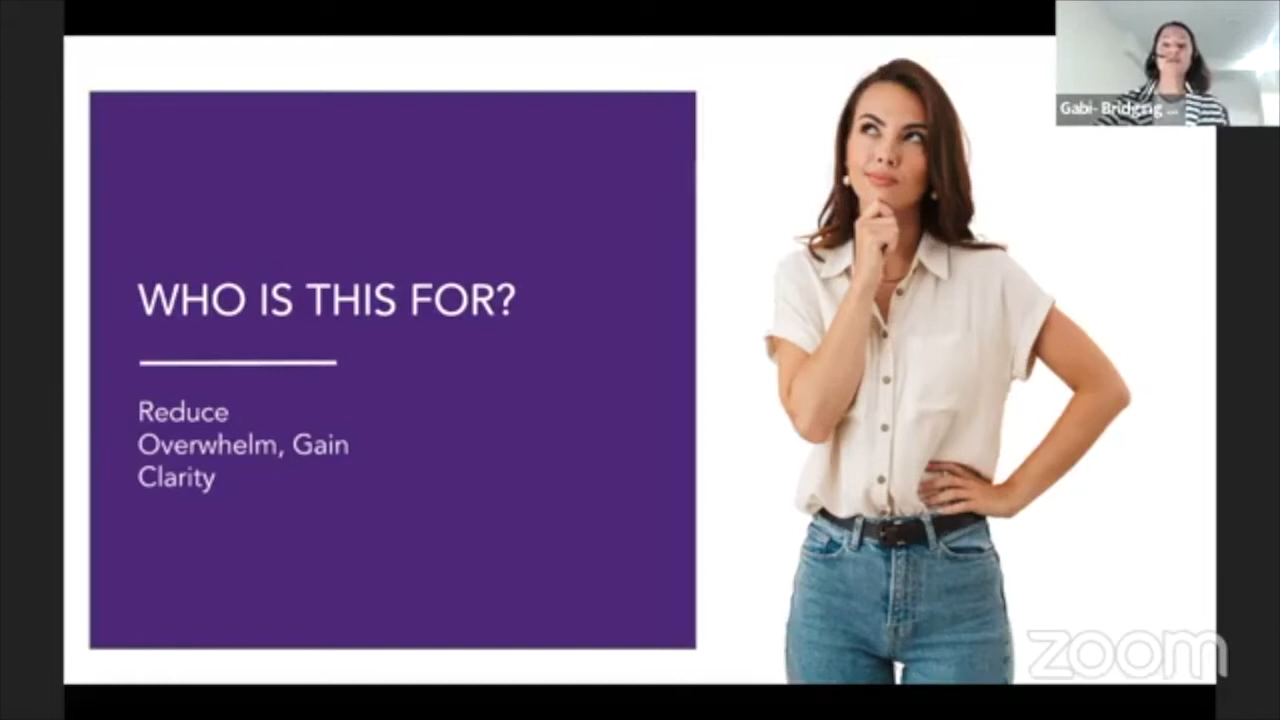 WHO IS THIS FOR?
Reduce
Overwhelm, Gain
Clarity
Gabi- Bridging ...
zoom